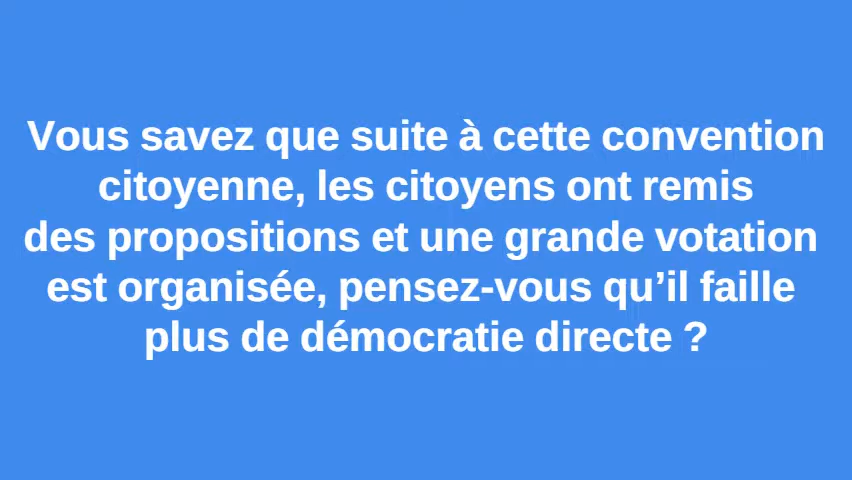 Vous savez que suite à cette convention
citoyenne, les citoyens ont remis
des propositions et une grande votation
est organisée, pensez-vous qu’il faille
plus de démocratie directe ?